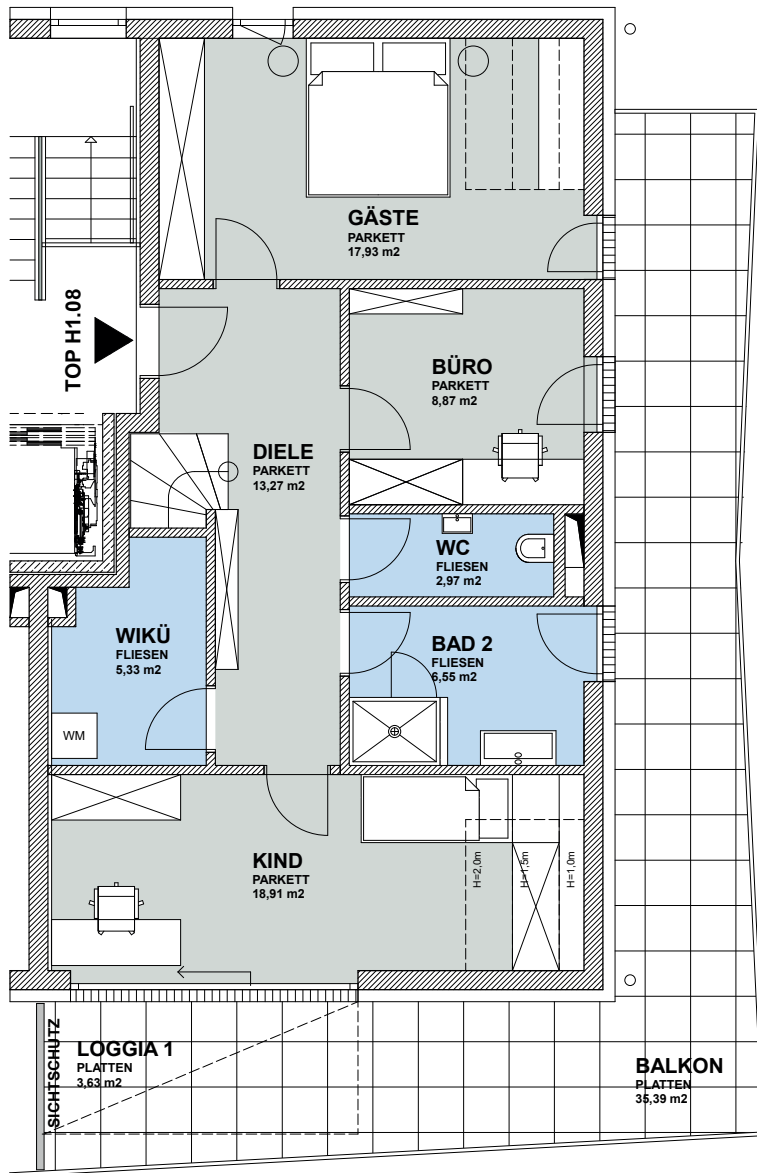 GÄSTE
PARKETT
17,93 m2
TOP H1.08
BÜRO
PARKETT
8,87 m2
DIELE
PARKETT
13,27 m2
WC
FLIESEN
2,97 m2
WIKÜ
FLIESEN
5,33 m2
BAD 2
FLIESEN
6,55 m2
WM
KIND
PARKETT
18,91 m2
H=2,0m
H=1,5m
H=1,0m
SICHTSCHUTZ
LOGGIA 1
PLATTEN
3,63 m2
BALKON
PLATTEN
35,39 m2